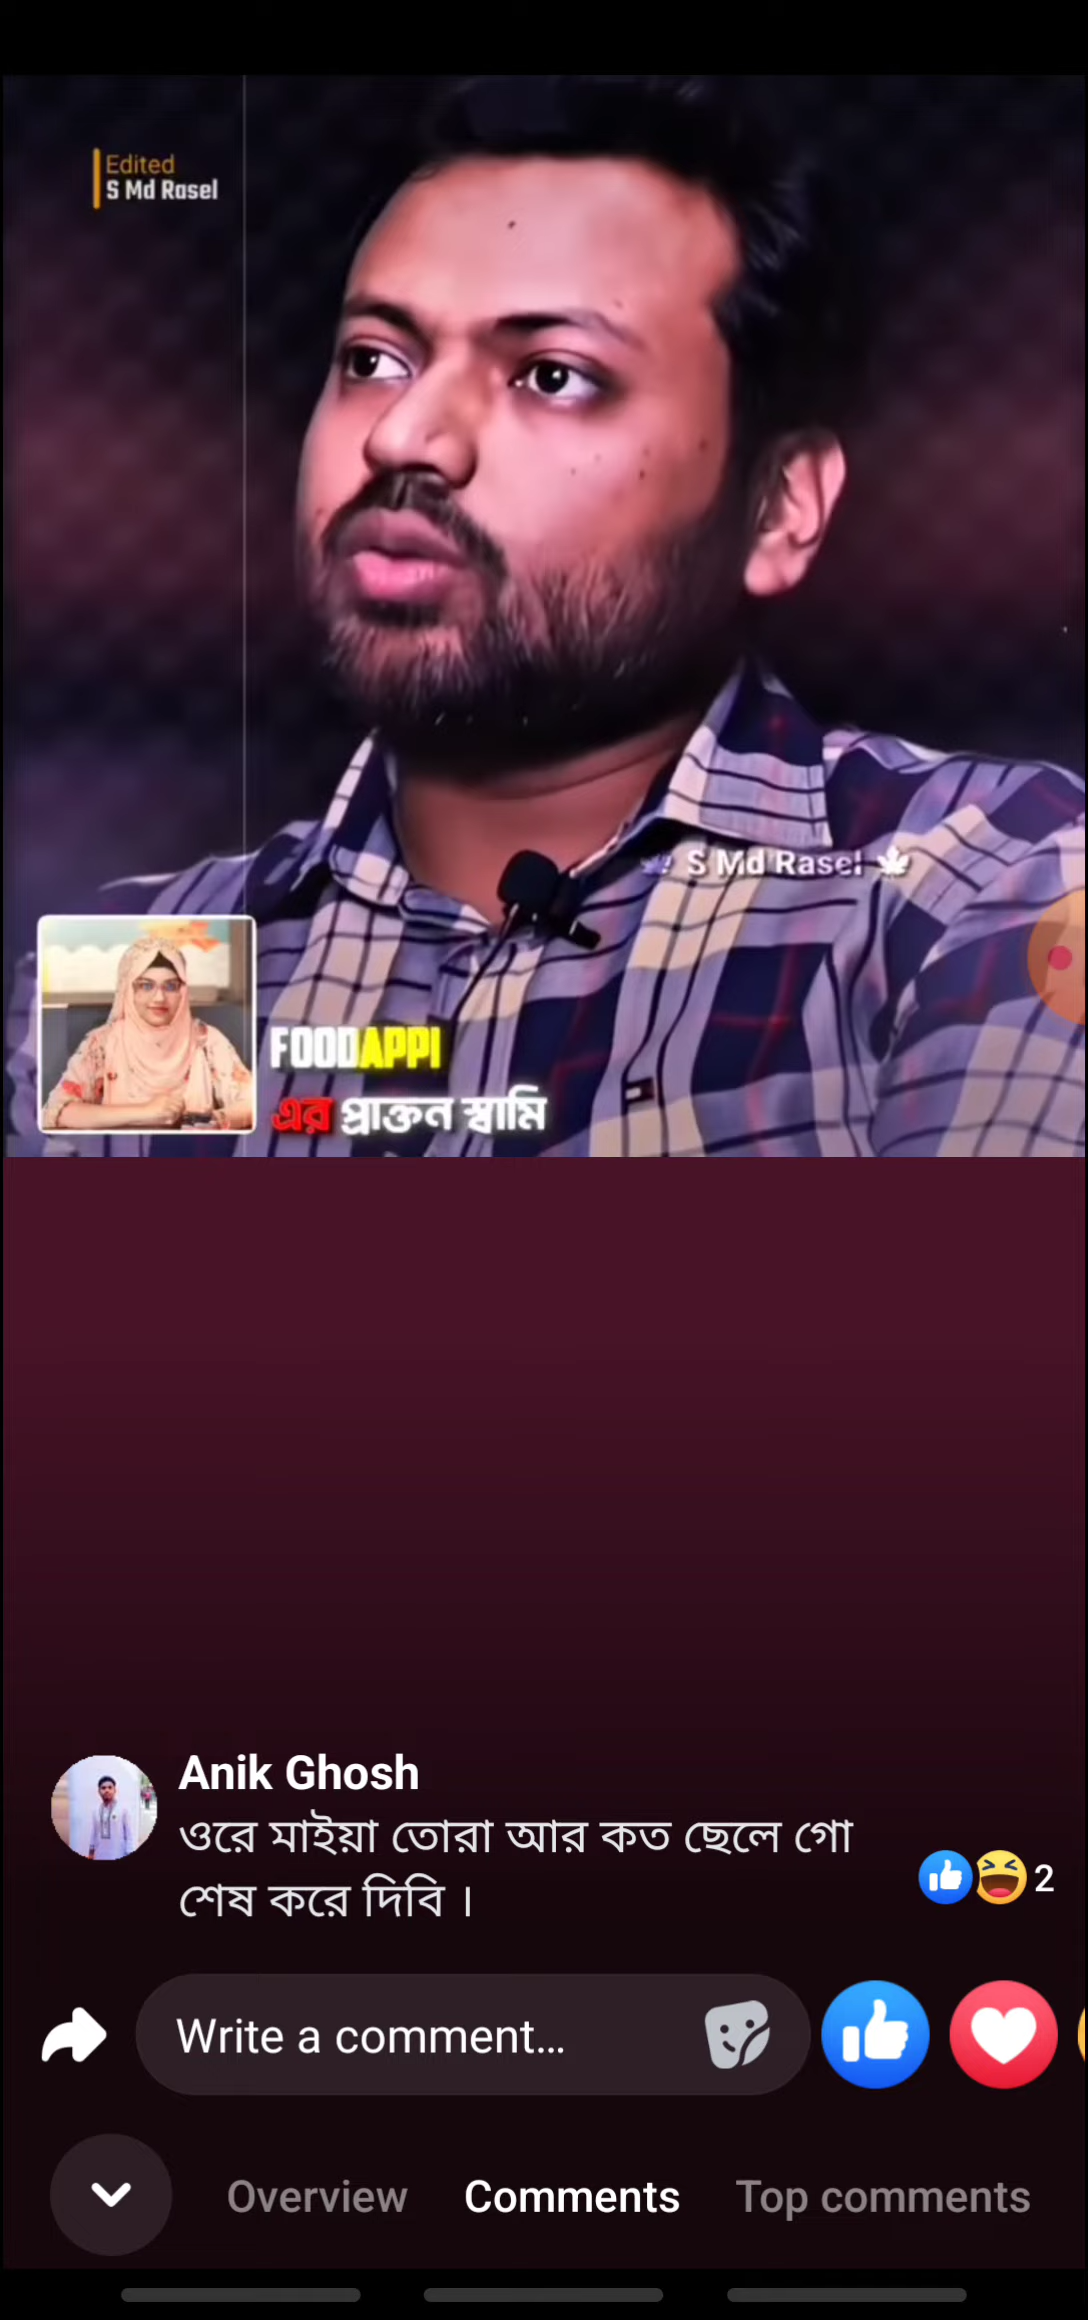 Edited
S Md Rasel
S Md Rasel
FOODAPPI
এর প্রাক্তন স্বামি
Anik Ghosh
ওরে মাইয়া তোরা আর কত ছেলে গো
শেষ করে দিবি ।
2
Write a comment...
Overview Comments Top comments